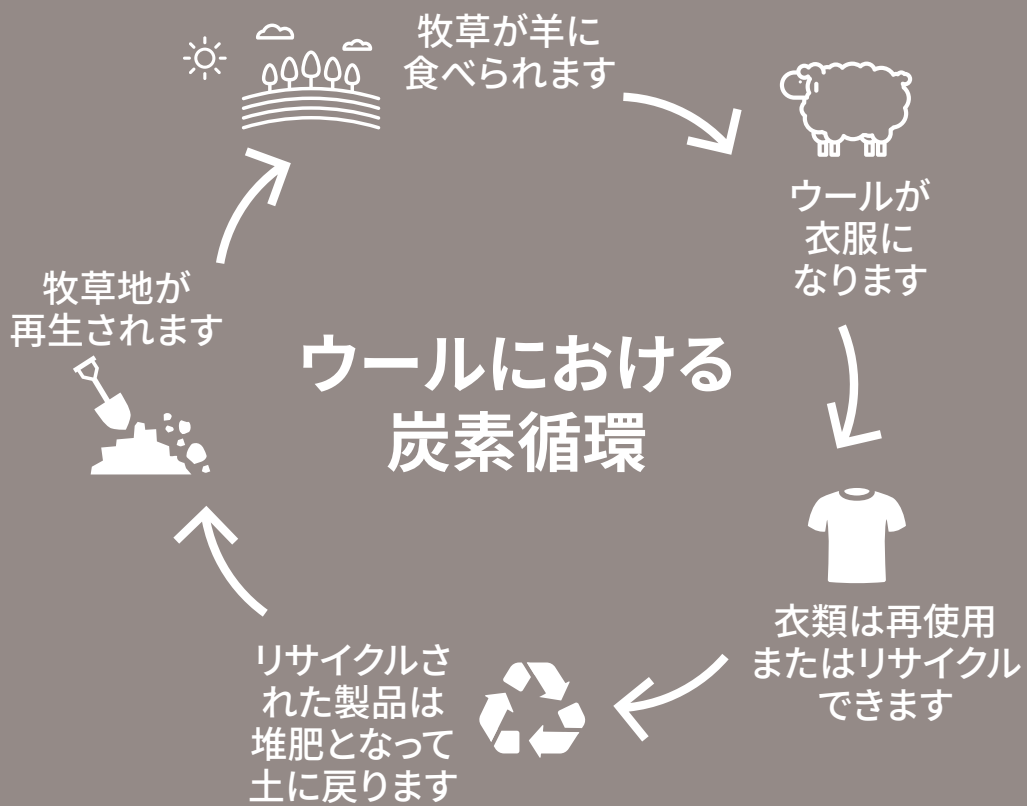 牧草が羊に
食べられます
ウールが
衣服に
なります
牧草地が
再生されます
ウールにおける
炭素循環
衣類は再使用
またはリサイクル
できます
リサイクルさ
れた製品は
堆肥となって
土に戻ります